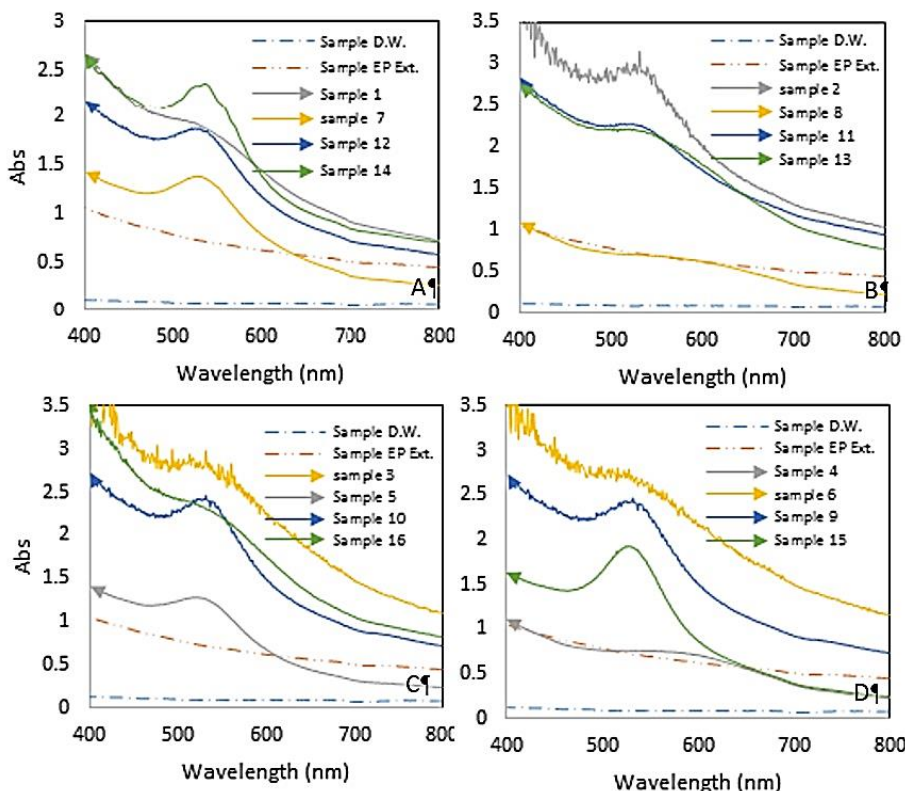 3
2.5
2
1.5
1
0.5
0
Abs
400 500 600 700 800
Wavelength (nm)
Sample D.W.
Sample EP Ext.
Sample 1
sample 7
Sample 12
Sample 14
A¶
3.5
3
2.5
2
1.5
1
0.5
0
400 500 600 700 800
Wavelength (nm)
Sample D.W.
Sample EP Ext.
sample 2
Sample 8
Sample 11
Sample 13
B¶
3.5
3
2.5
2
1.5
1
0.5
0
Abs
400 500 600 700 800
Wavelength (nm)
Sample D.W.
Sample EP Ext.
sample 3
Sample 5
Sample 10
Sample 16
C¶
3.5
3
2.5
2
1.5
1
0.5
0
400 500 600 700 800
Wavelength (nm)
Sample D.W.
Sample EP Ext.
Sample 4
sample 6
Sample 9
Sample 15
D¶